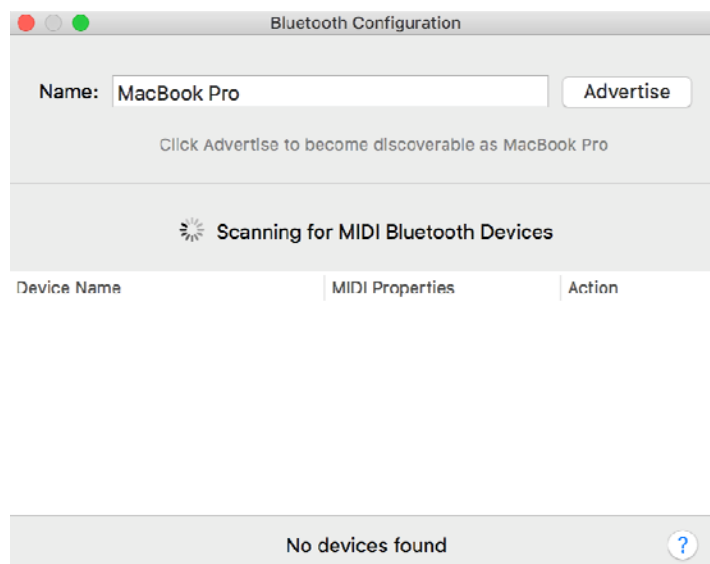 Bluetooth Configuration
Name: MacBook Pro Advertise
Click Advertise to become discoverable as MacBook Pro
Scanning for MIDI Bluetooth Devices
Device Name MIDI Properties Action
No devices found ?